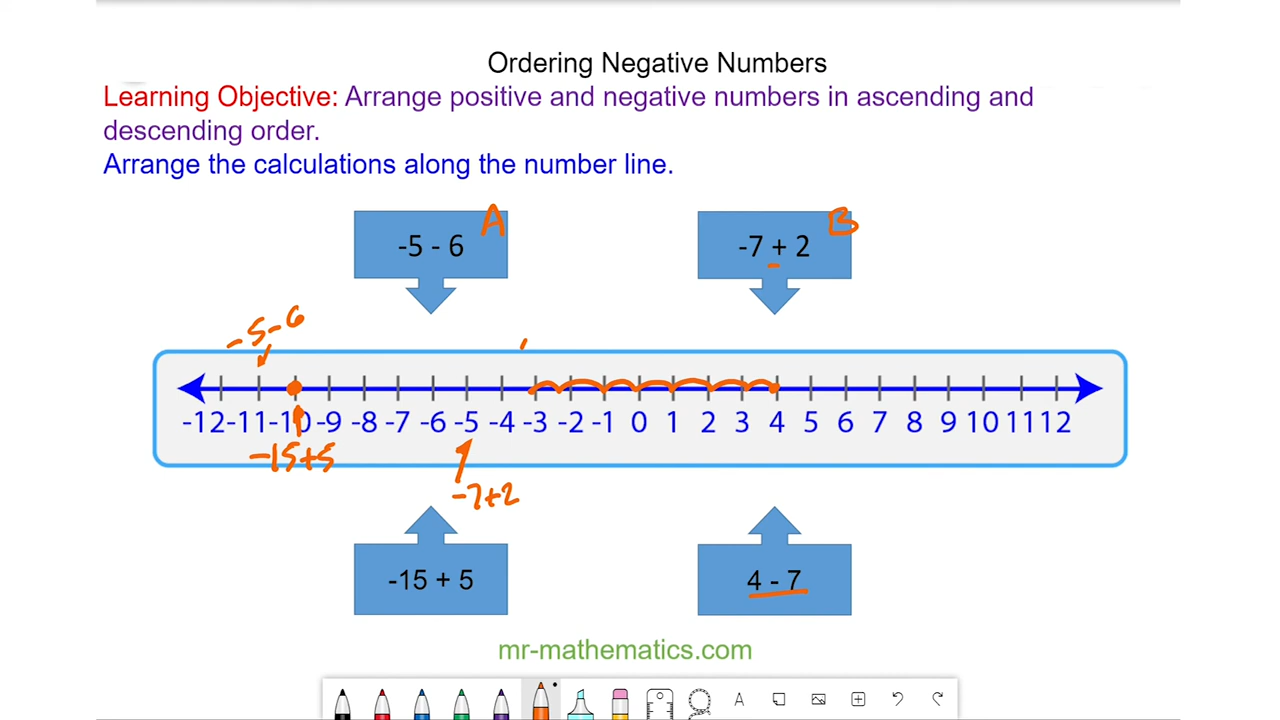 Ordering Negative Numbers
Learning Objective: Arrange positive and negative numbers in ascending and
descending order.
Arrange the calculations along the number line.
A B
-5 - 6 -7 + 2
-5-6
-12 -11 -10 -9 -8 -7 -6 -5 -4 -3 -2 -1 0 1 2 3 4 5 6 7 8 9 10 11 12
-15+5
-7+2
-15 + 5 4 - 7
mr-mathematics.com
A